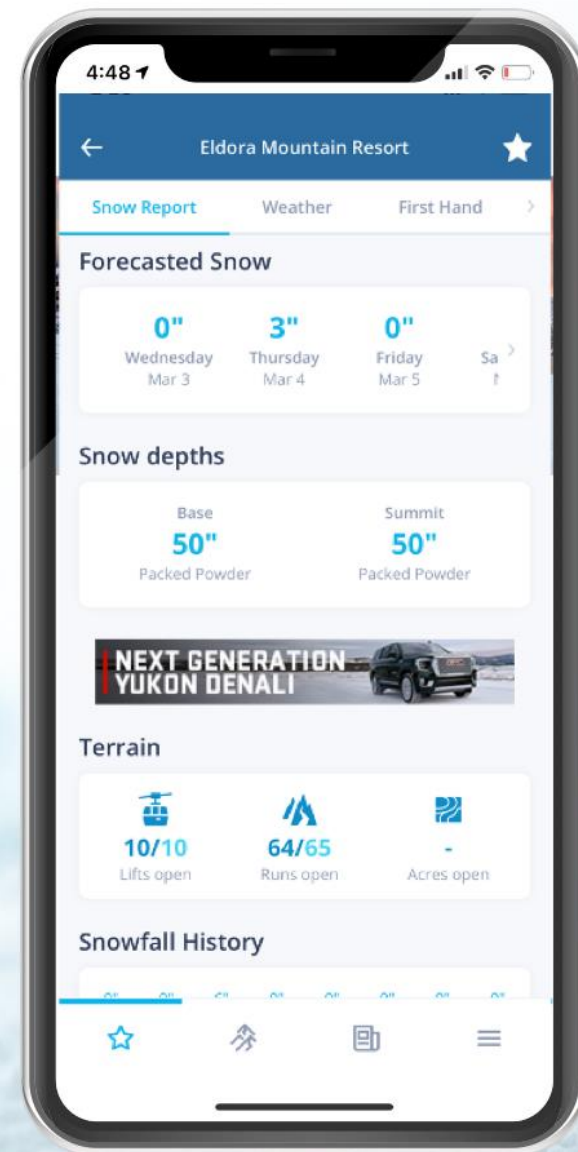 4:48
Eldora Mountain Resort
Snow Report Weather First Hand
Forecasted Snow
0" 3" 0"
Wednesday Thursday Friday Sa
Mar 3 Mar 4 Mar 5
Snow depths
Base Summit
50" 50"
Packed Powder Packed Powder
NEXT GENERATION
YUKON DENALI
Terrain
10/10 64/65 -
Lifts open Runs open Acres open
Snowfall History